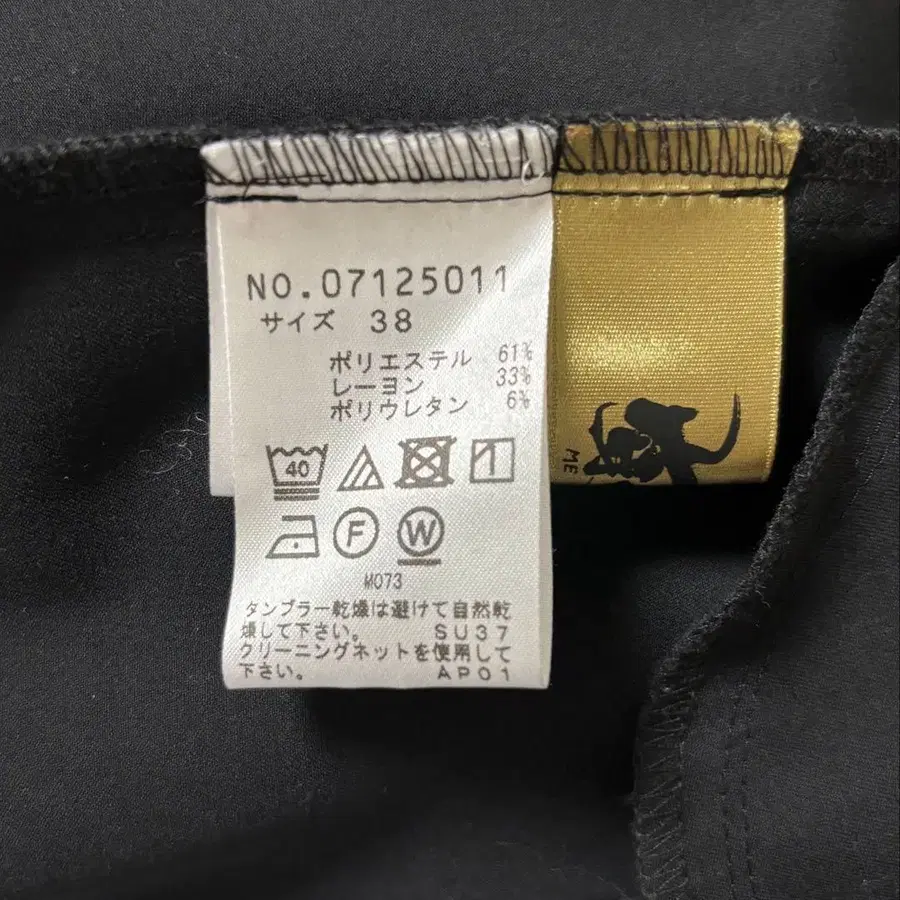 NO.07125011
サイズ 38
ポリエステル 61%
レーヨン 33%
ポリウレタン 6%
40
F W
M073
タンブラー乾燥は避けて自然乾
燥して下さい。 SU37
クリーニングネットを使用して
下さい。 AP01
ME